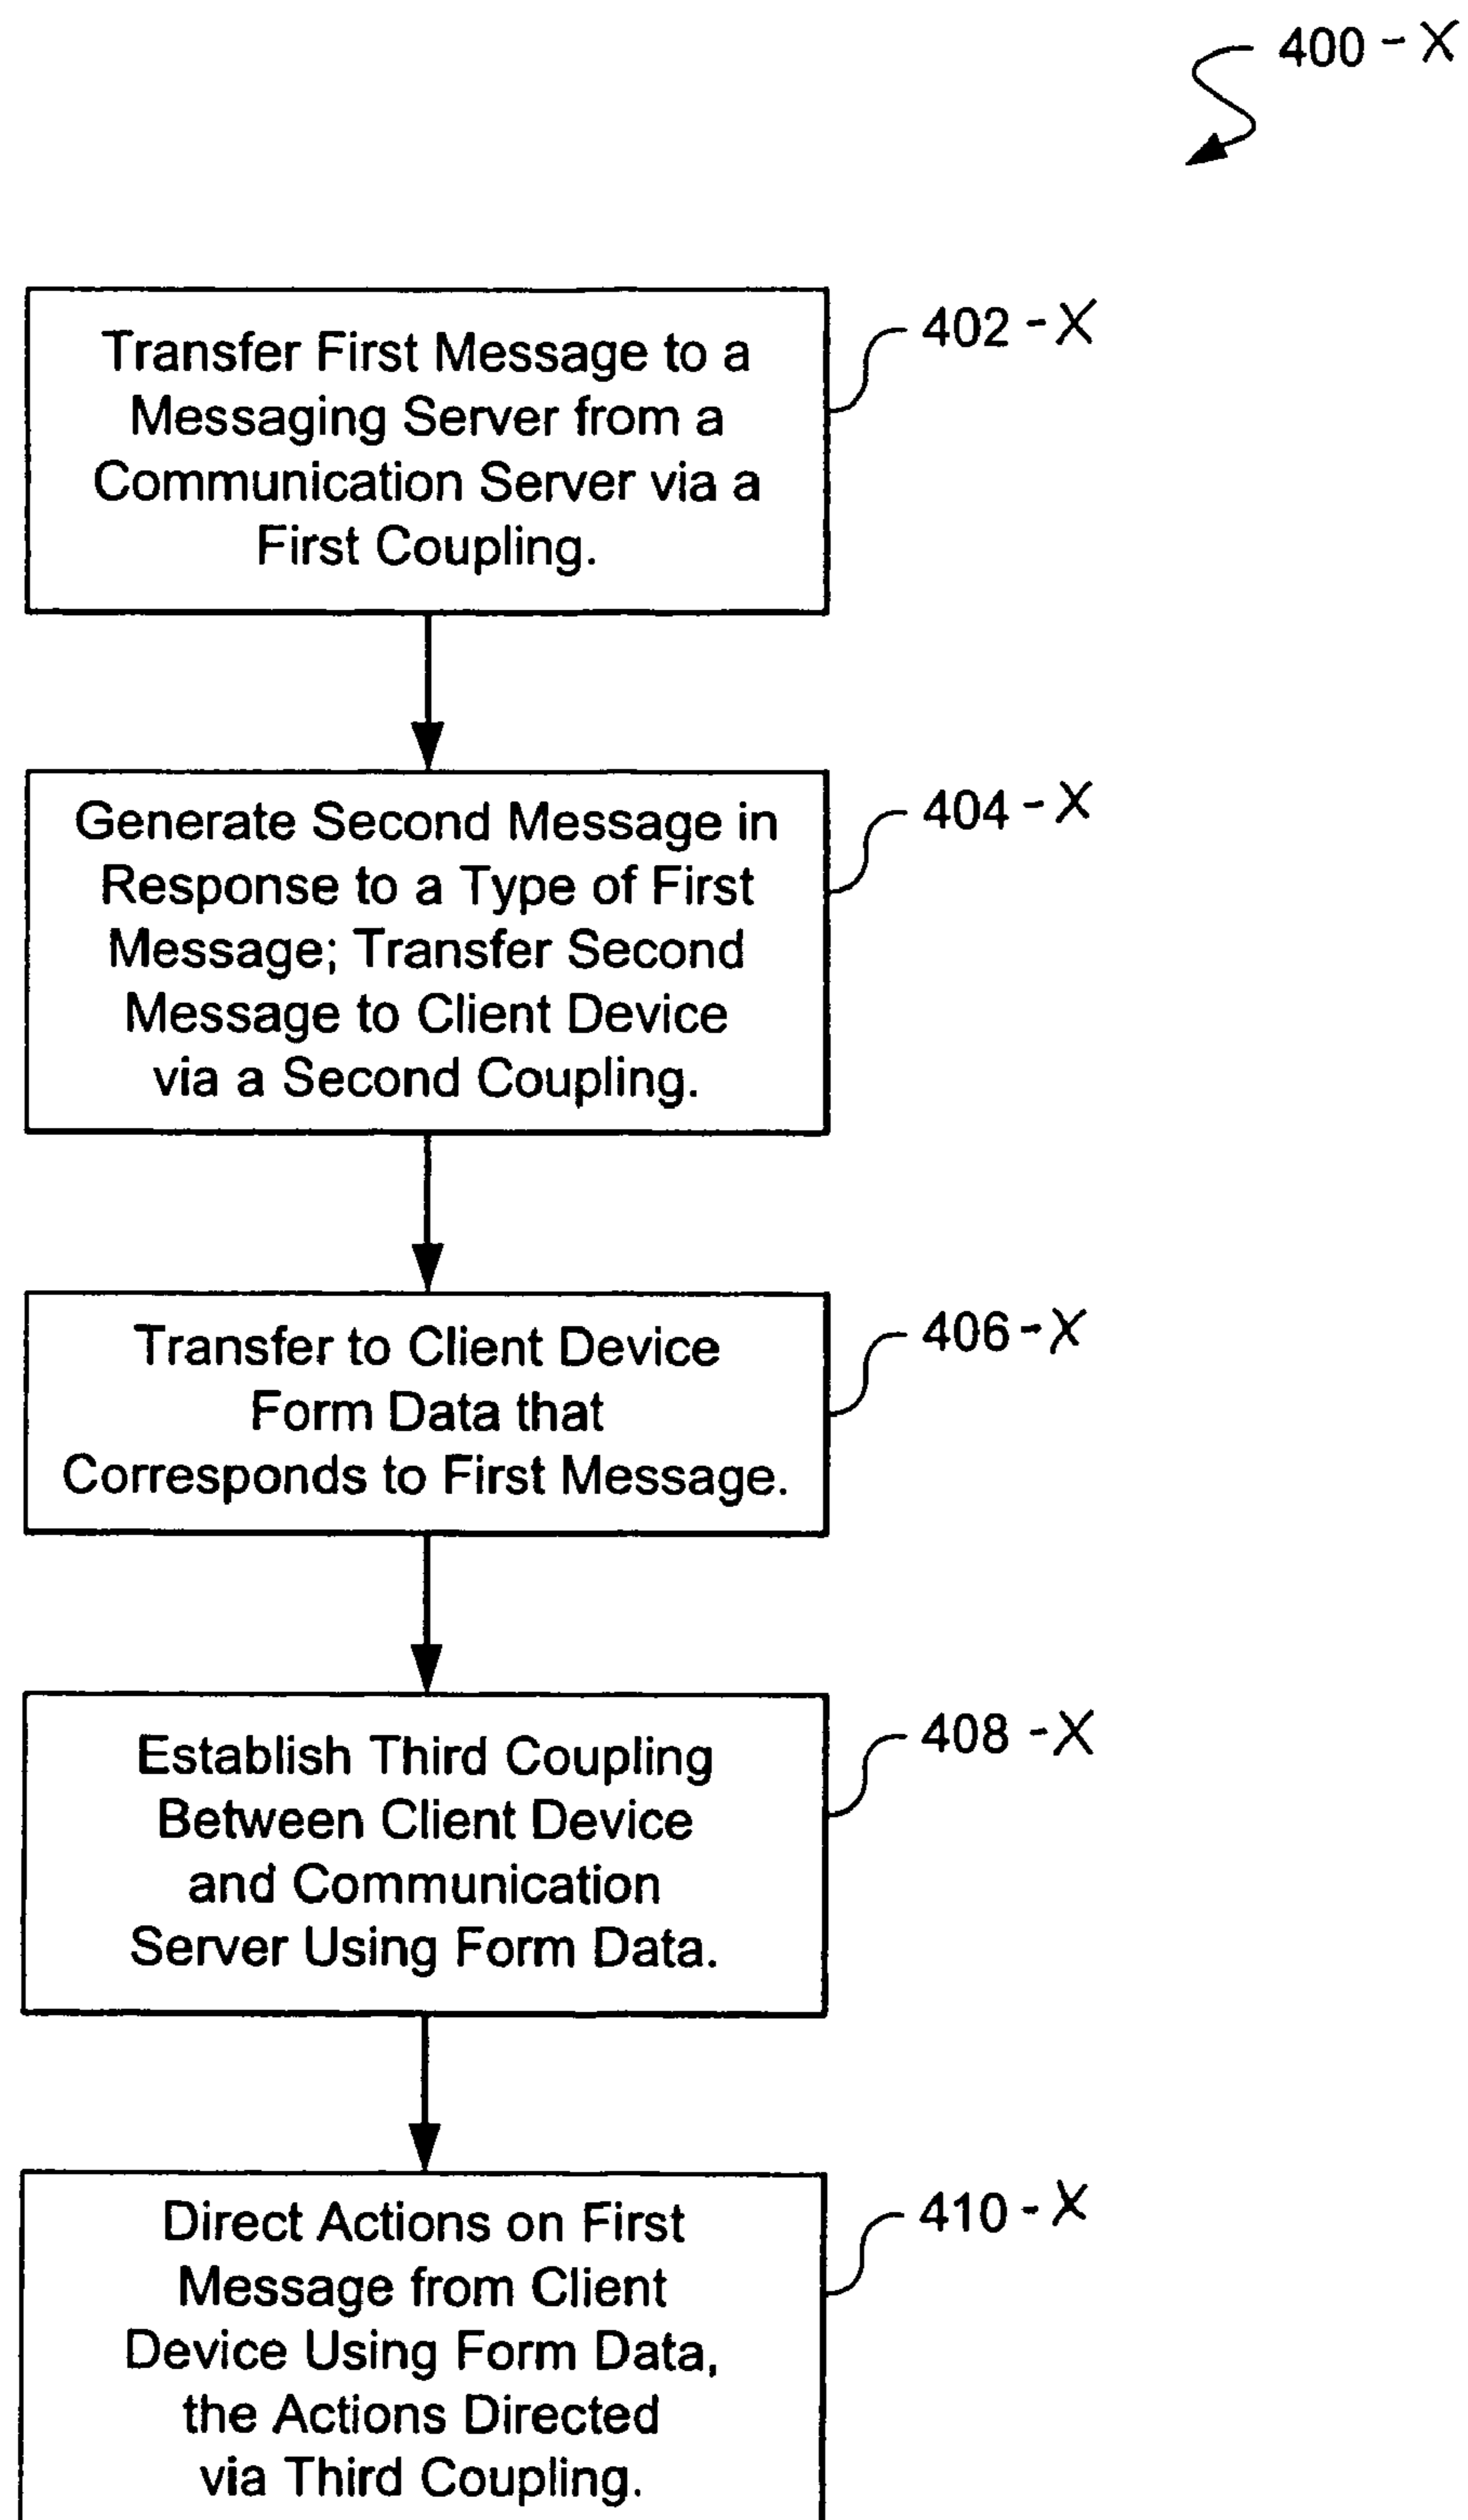 400 - X
Transfer First Message to a
Messaging Server from a
Communication Server via a
First Coupling.
402 - X
Generate Second Message in
Response to a Type of First
Message; Transfer Second
Message to Client Device
via a Second Coupling.
404 - X
Transfer to Client Device
Form Data that
Corresponds to First Message.
406 - X
Establish Third Coupling
Between Client Device
and Communication
Server Using Form Data.
408 - X
Direct Actions on First
Message from Client
Device Using Form Data,
the Actions Directed
via Third Coupling.
410 - X